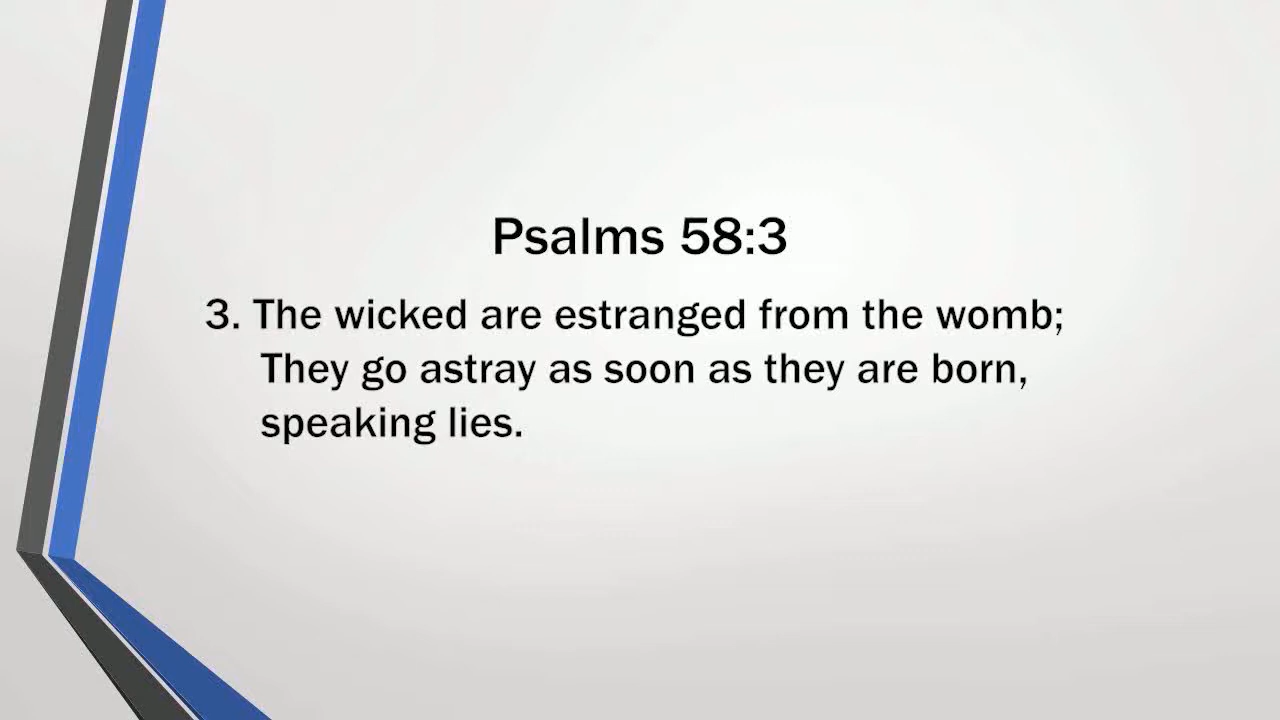 Psalms 58:3
3. The wicked are estranged from the womb;
They go astray as soon as they are born,
speaking lies.